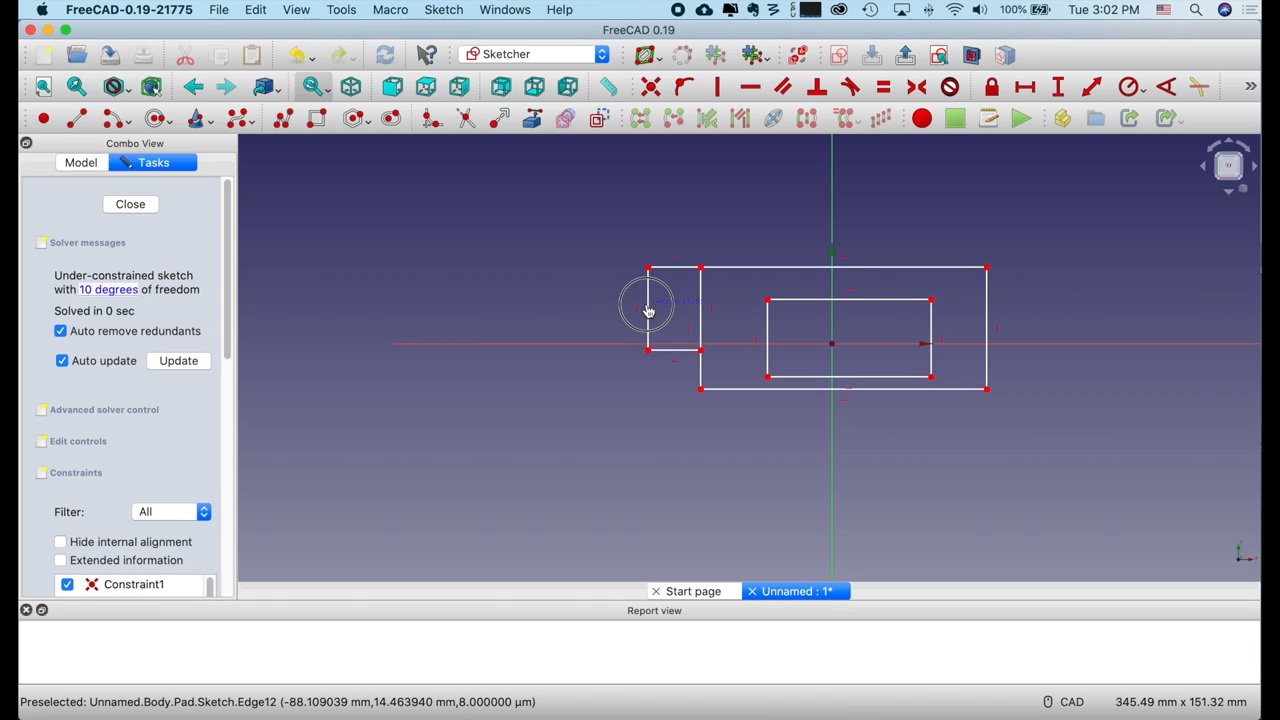 FreeCAD-0.19-21775 File Edit View Tools Macro Sketch Windows Help 100% Tue 3:02 PM
FreeCAD 0.19
Sketcher
Combo View
Model Tasks
Close
Solver messages
Under-constrained sketch
with 10 degrees of freedom
Solved in 0 sec
Auto remove redundants
Auto update Update
Advanced solver control
Edit controls
Constraints
Filter: All
Hide internal alignment
Extended information
Constraint1
Start page Unnamed : 1*
Report view
Preselected: Unnamed.Body.Pad.Sketch.Edge12 (-88.109039 mm,14.463940 mm,8.000000 µm) CAD 345.49 mm x 151.32 mm